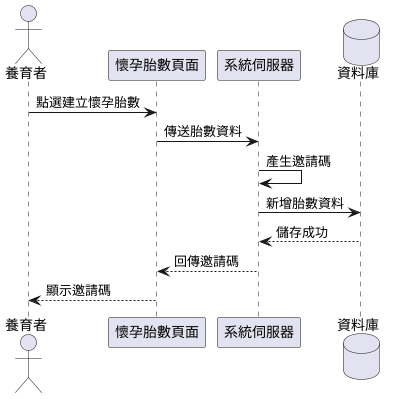 養育者
懷孕胎數頁面
系統伺服器
資料庫
點選建立懷孕胎數
傳送胎數資料
產生邀請碼
新增胎數資料
儲存成功
回傳邀請碼
顯示邀請碼
養育者
懷孕胎數頁面
系統伺服器
資料庫